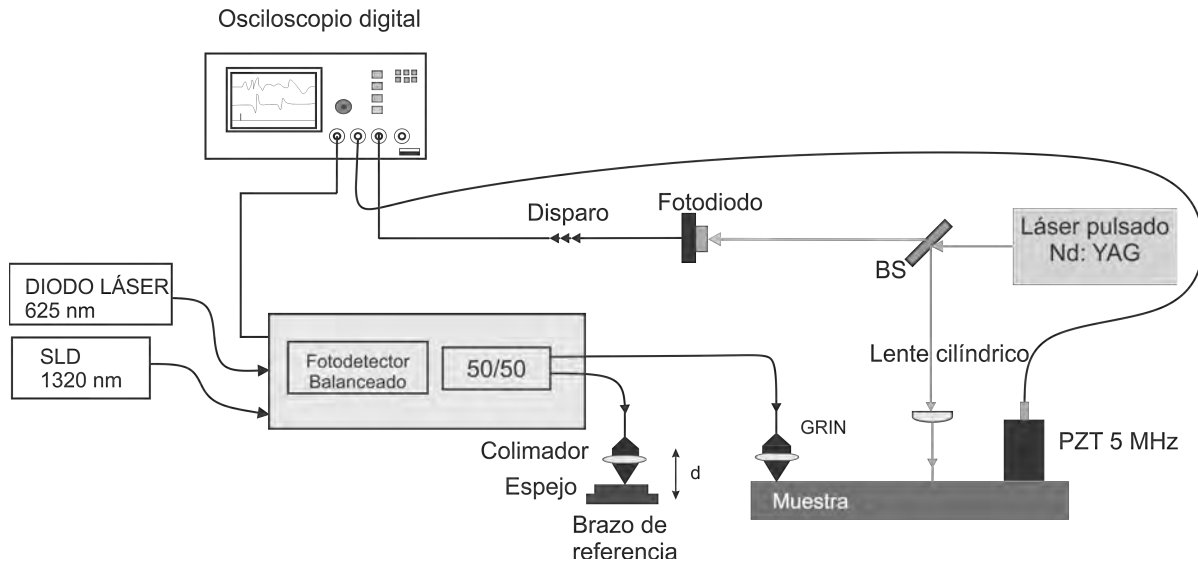 Osciloscopio digital
Disparo
Fotodiodo
Láser pulsado
Nd: YAG
BS
DIODO LÁSER
625 nm
SLD
1320 nm
Fotodetector
Balanceado
50/50
Lente cilíndrico
GRIN
PZT 5 MHz
Colimador
d
Espejo
Muestra
Brazo de
referencia